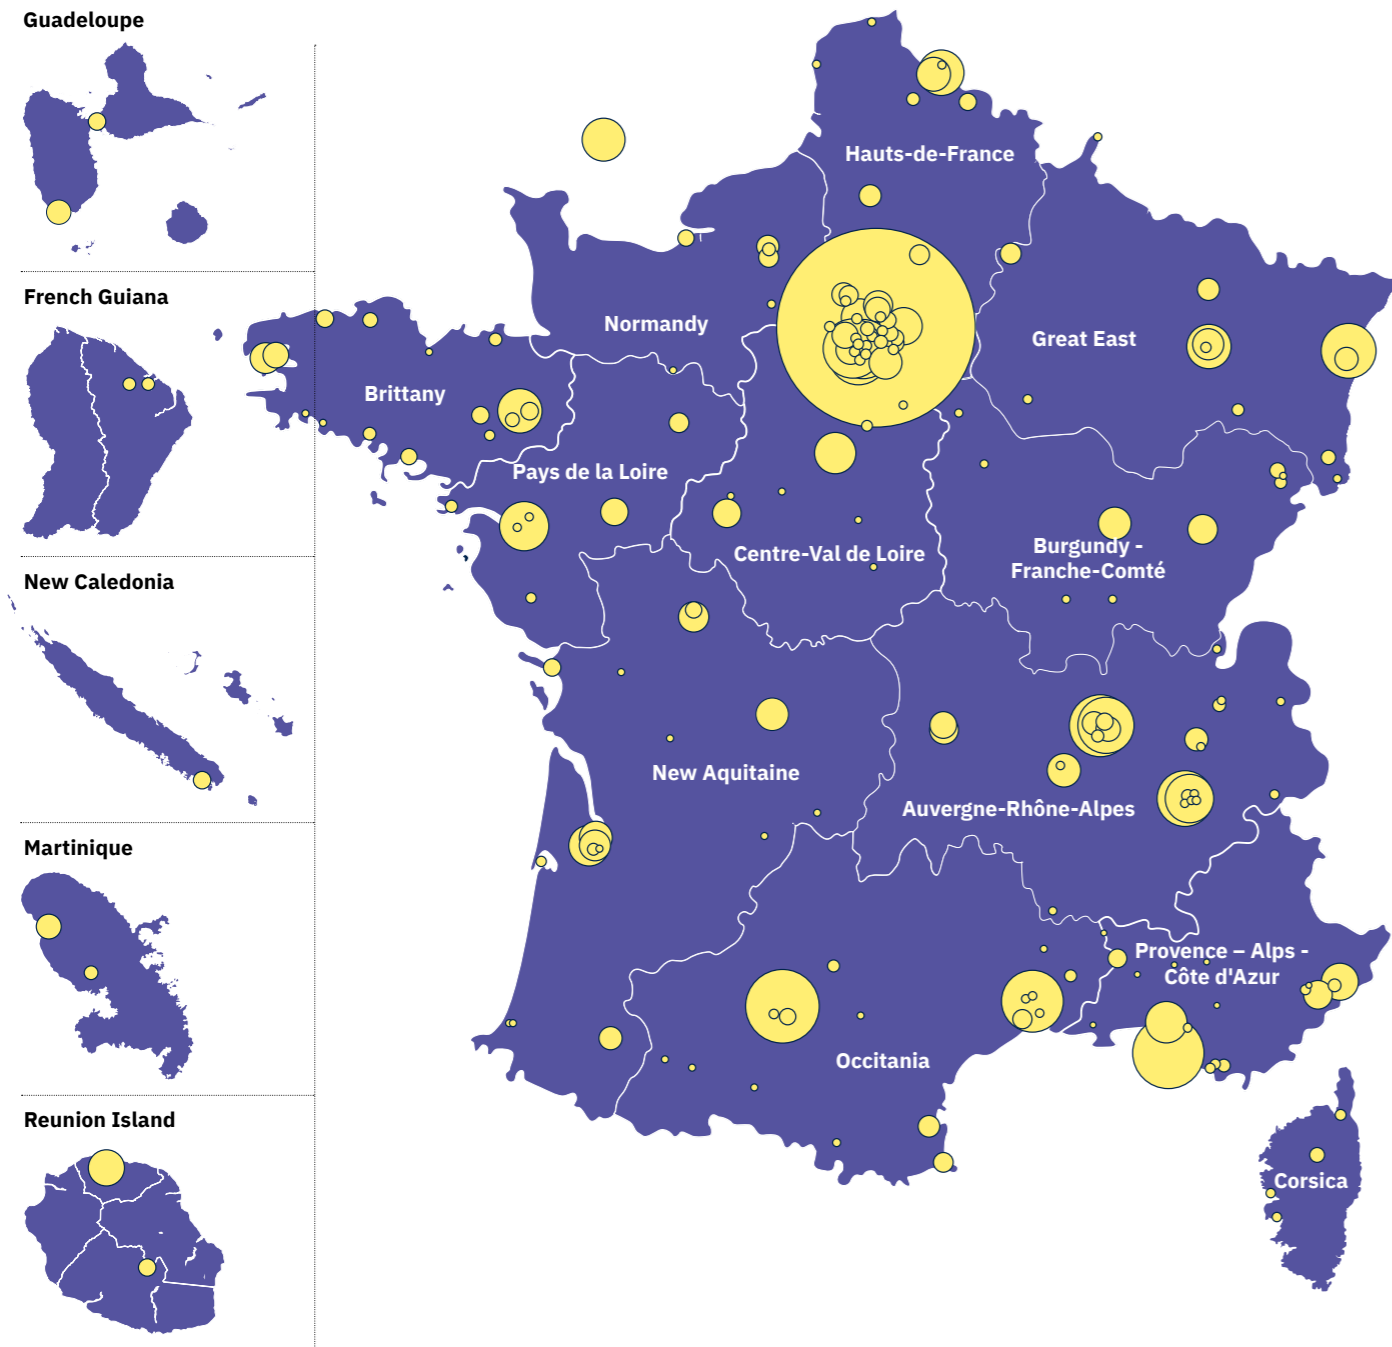 Guadeloupe
French Guiana
New Caledonia
Martinique
Reunion Island
Hauts-de-France
Normandy
Great East
Brittany
Pays de la Loire
Centre-Val de Loire
Burgundy -
Franche-Comté
New Aquitaine
Auvergne-Rhône-Alpes
Provence – Alps -
Côte d'Azur
Occitania
Corsica